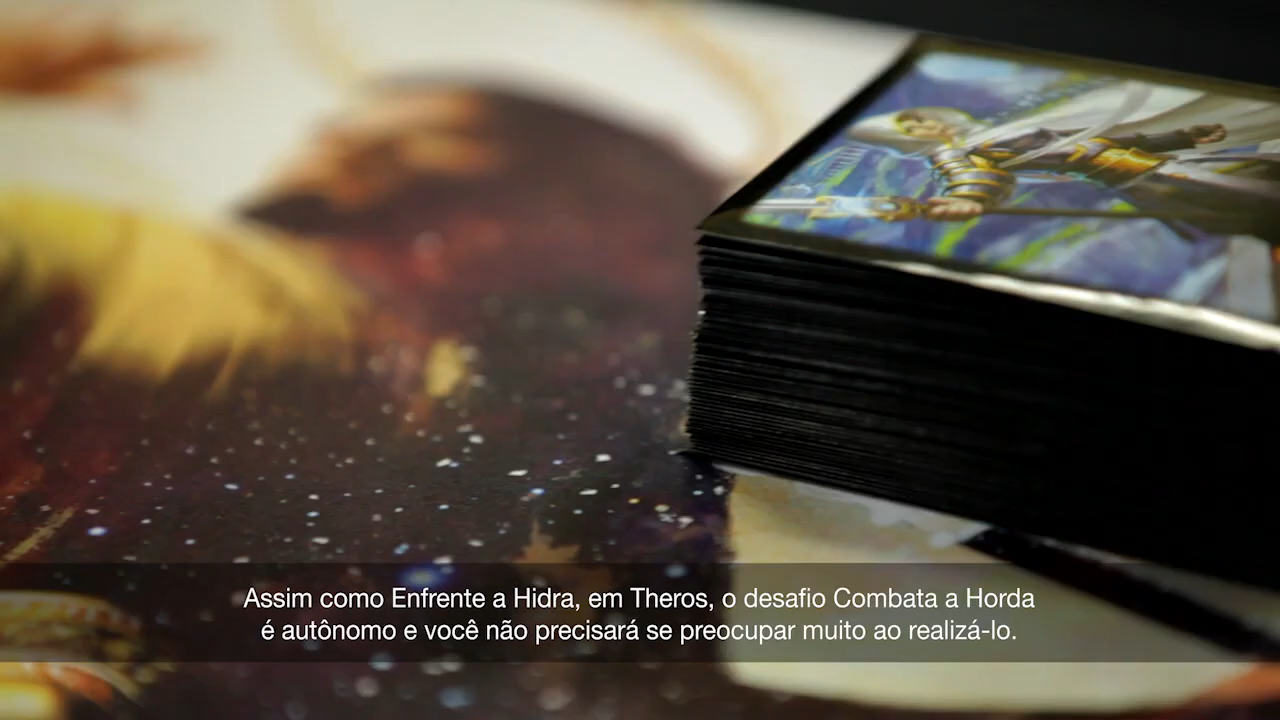 Assim como Enfrente a Hidra, em Theros, o desafio Combata a Horda
é autônomo e você não precisará se preocupar muito ao realizá-lo.